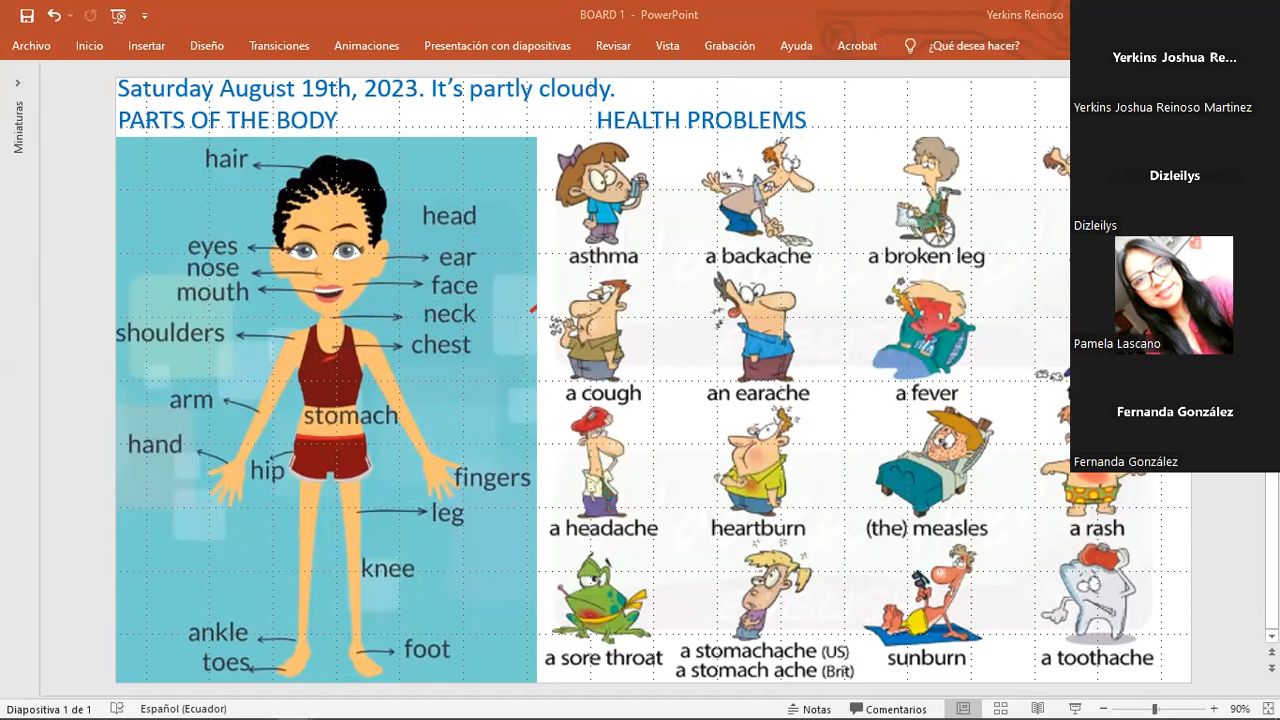 BOARD 1 - PowerPoint
Yerkins Reinoso
Archivo Inicio Insertar Diseño Transiciones Animaciones Presentación con diapositivas Revisar Vista Grabación Ayuda Acrobat ¿Qué desea hacer?
Miniaturas
Saturday August 19th, 2023. It's partly cloudy.
PARTS OF THE BODY
HEALTH PROBLEMS
hair
head
eyes
ear
nose
face
mouth
neck
shoulders
chest
arm
stomach
hand
hip
fingers
leg
knee
ankle
foot
toes
asthma
a backache
a broken leg
a cough
an earache
a fever
a headache
heartburn
(the) measles
a rash
a sore throat
a stomachache (US)
a stomach ache (Brit)
sunburn
a toothache
Yerkins Joshua Re...
Yerkins Joshua Reinoso Martinez
Dizleilys
Dizleilys
Pamela Lascano
Fernanda González
Fernanda González
Diapositiva 1 de 1
Español (Ecuador)
Notas
Comentarios
90%